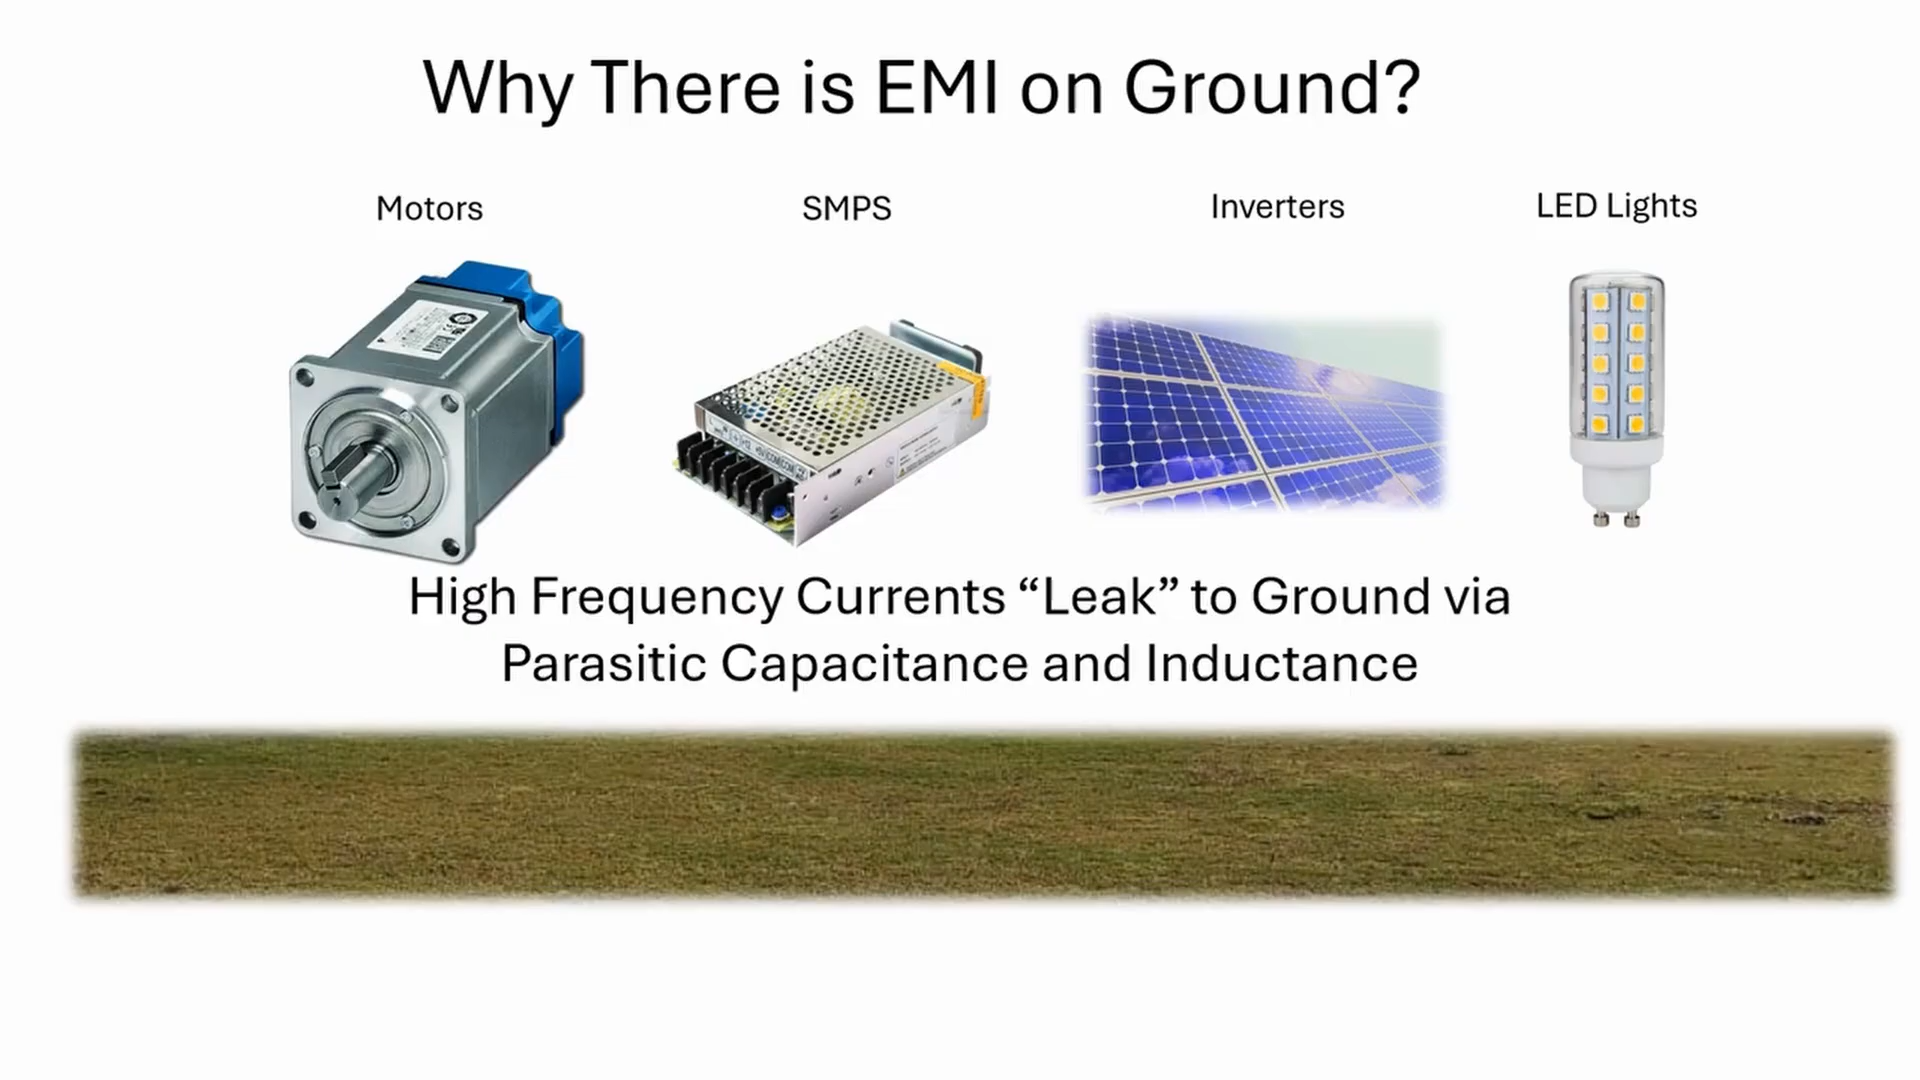 Why There is EMI on Ground?
Motors
SMPS
Inverters
LED Lights
High Frequency Currents “Leak” to Ground via
Parasitic Capacitance and Inductance